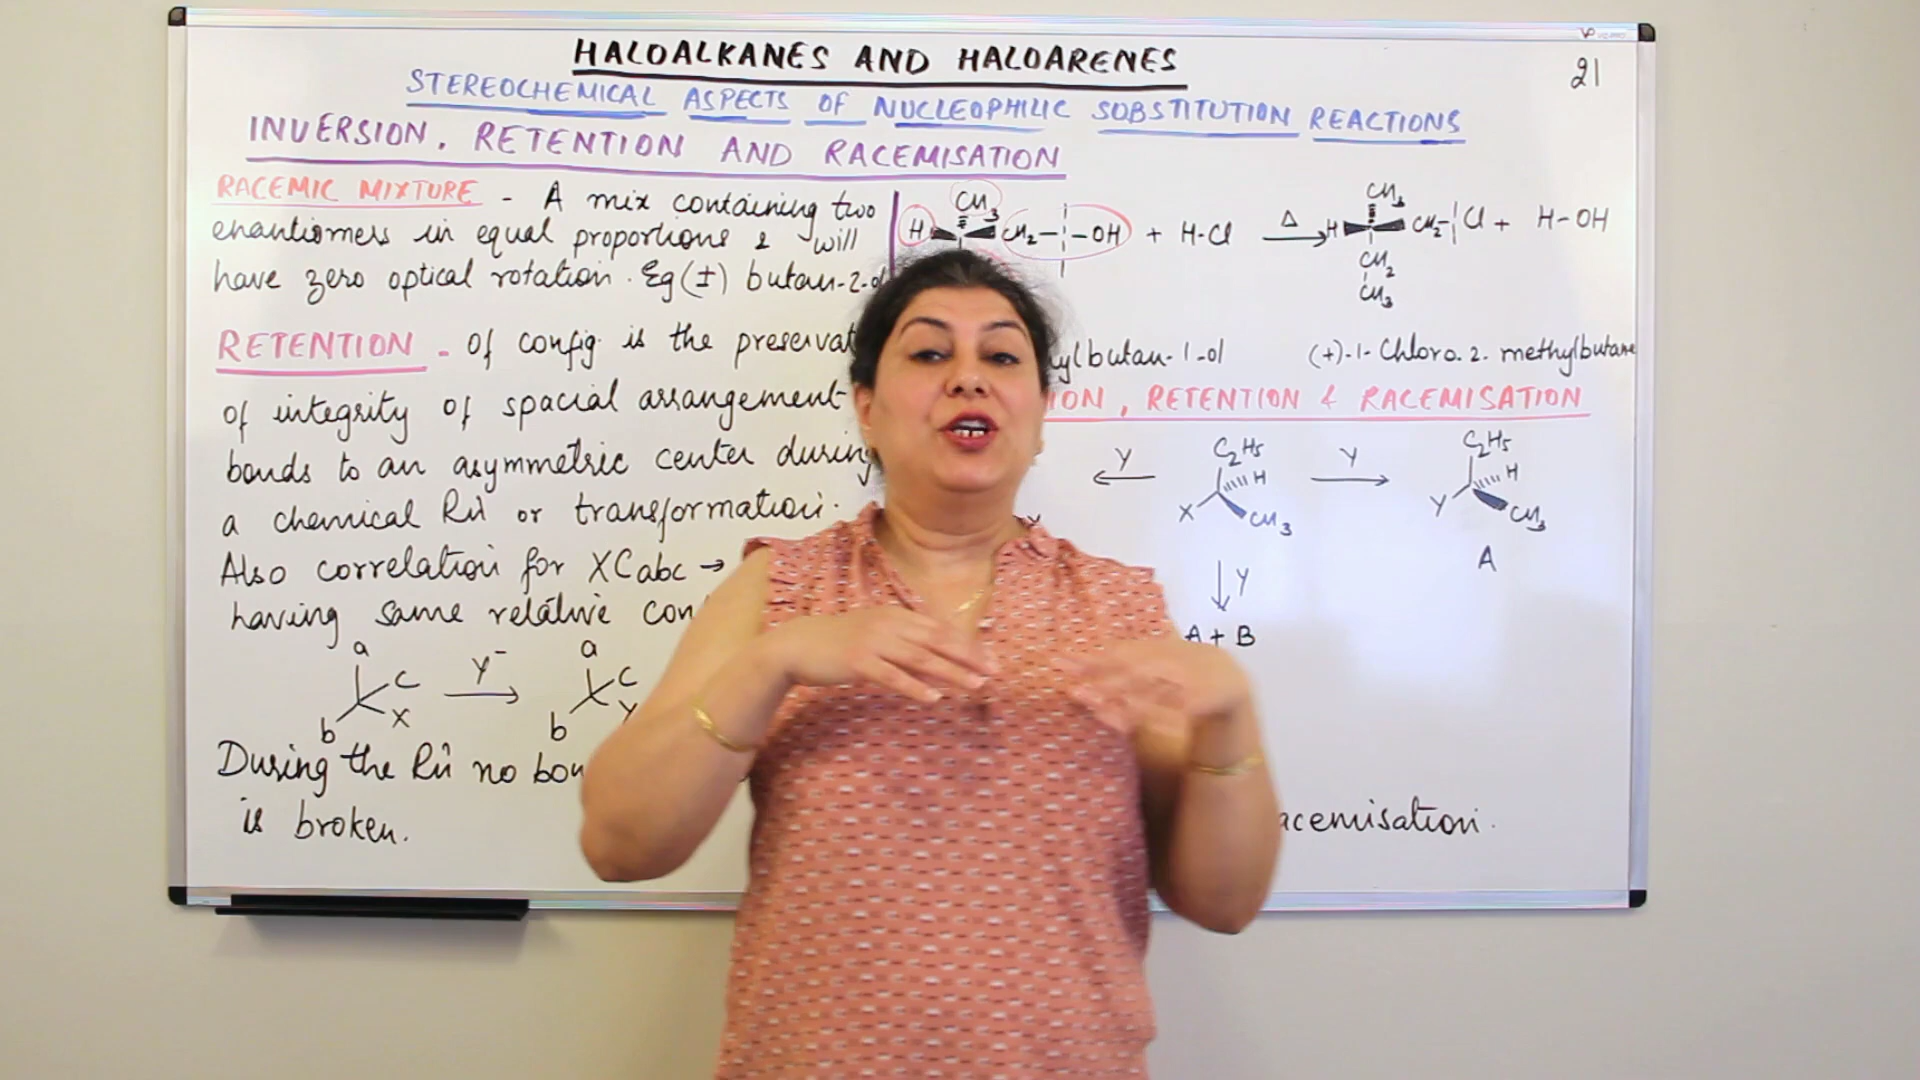 HALOALKANES AND HALOARENES
21
STEREOCHEMICAL ASPECTS OF NUCLEOPHILIC SUBSTITUTION REACTIONS
INVERSION, RETENTION AND RACEMISATION
RACEMIC MIXTURE - A mix containing two
enantiomers in equal proportions & will
have zero optical rotation. Eg (±) butan-2-ol
RETENTION - Of config. is the preservat
of integrity of spacial arrangement
bonds to an asymmetric center during
a chemical Rn or transformation.
Also correlation for XCabc →
having same relative con
a
c
b
X
Y⁻
a
c
b
Y
During the Rn no bon
is broken.
CH3
H CH2-OH + H-Cl
Δ
CH3
H CH2-Cl + H-OH
CH2
CH3
ylbutan-1-ol
(+)-1-Chloro-2-methylbutane
ION, RETENTION & RACEMISATION
Y
C2H5
H
X
CH3
Y
C2H5
H
Y
CH3
A
Y
A + B
acemisation.